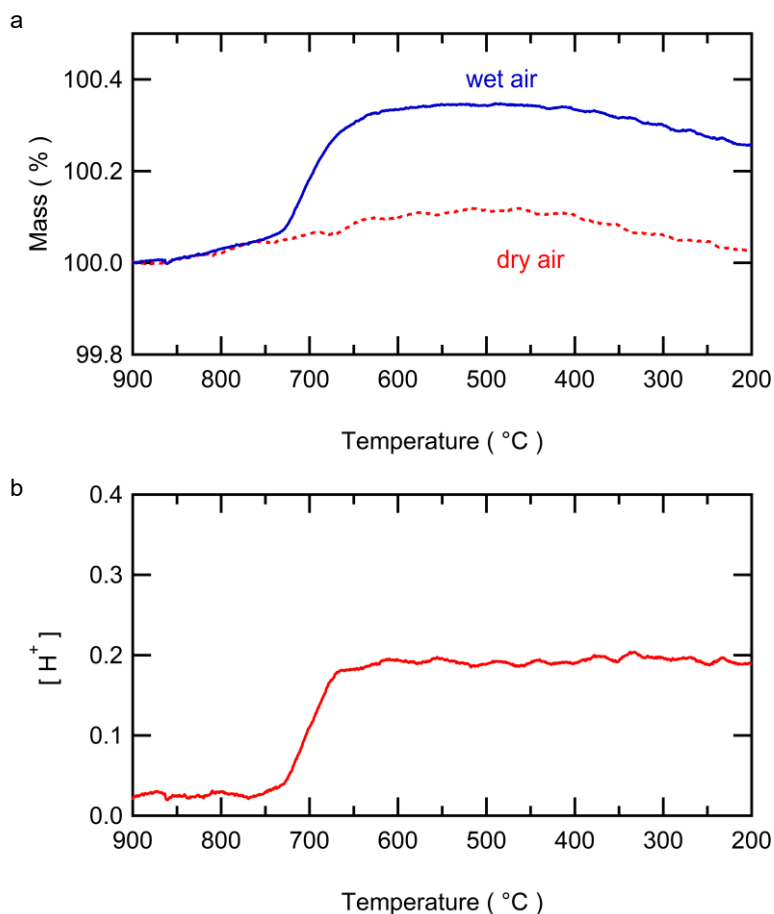 a
100.4
100.2
100.0
99.8
Mass ( % )
wet air
dry air
900 800 700 600 500 400 300 200
Temperature ( °C )
b
0.4
0.3
0.2
0.1
0.0
[ H⁺ ]
900 800 700 600 500 400 300 200
Temperature ( °C )